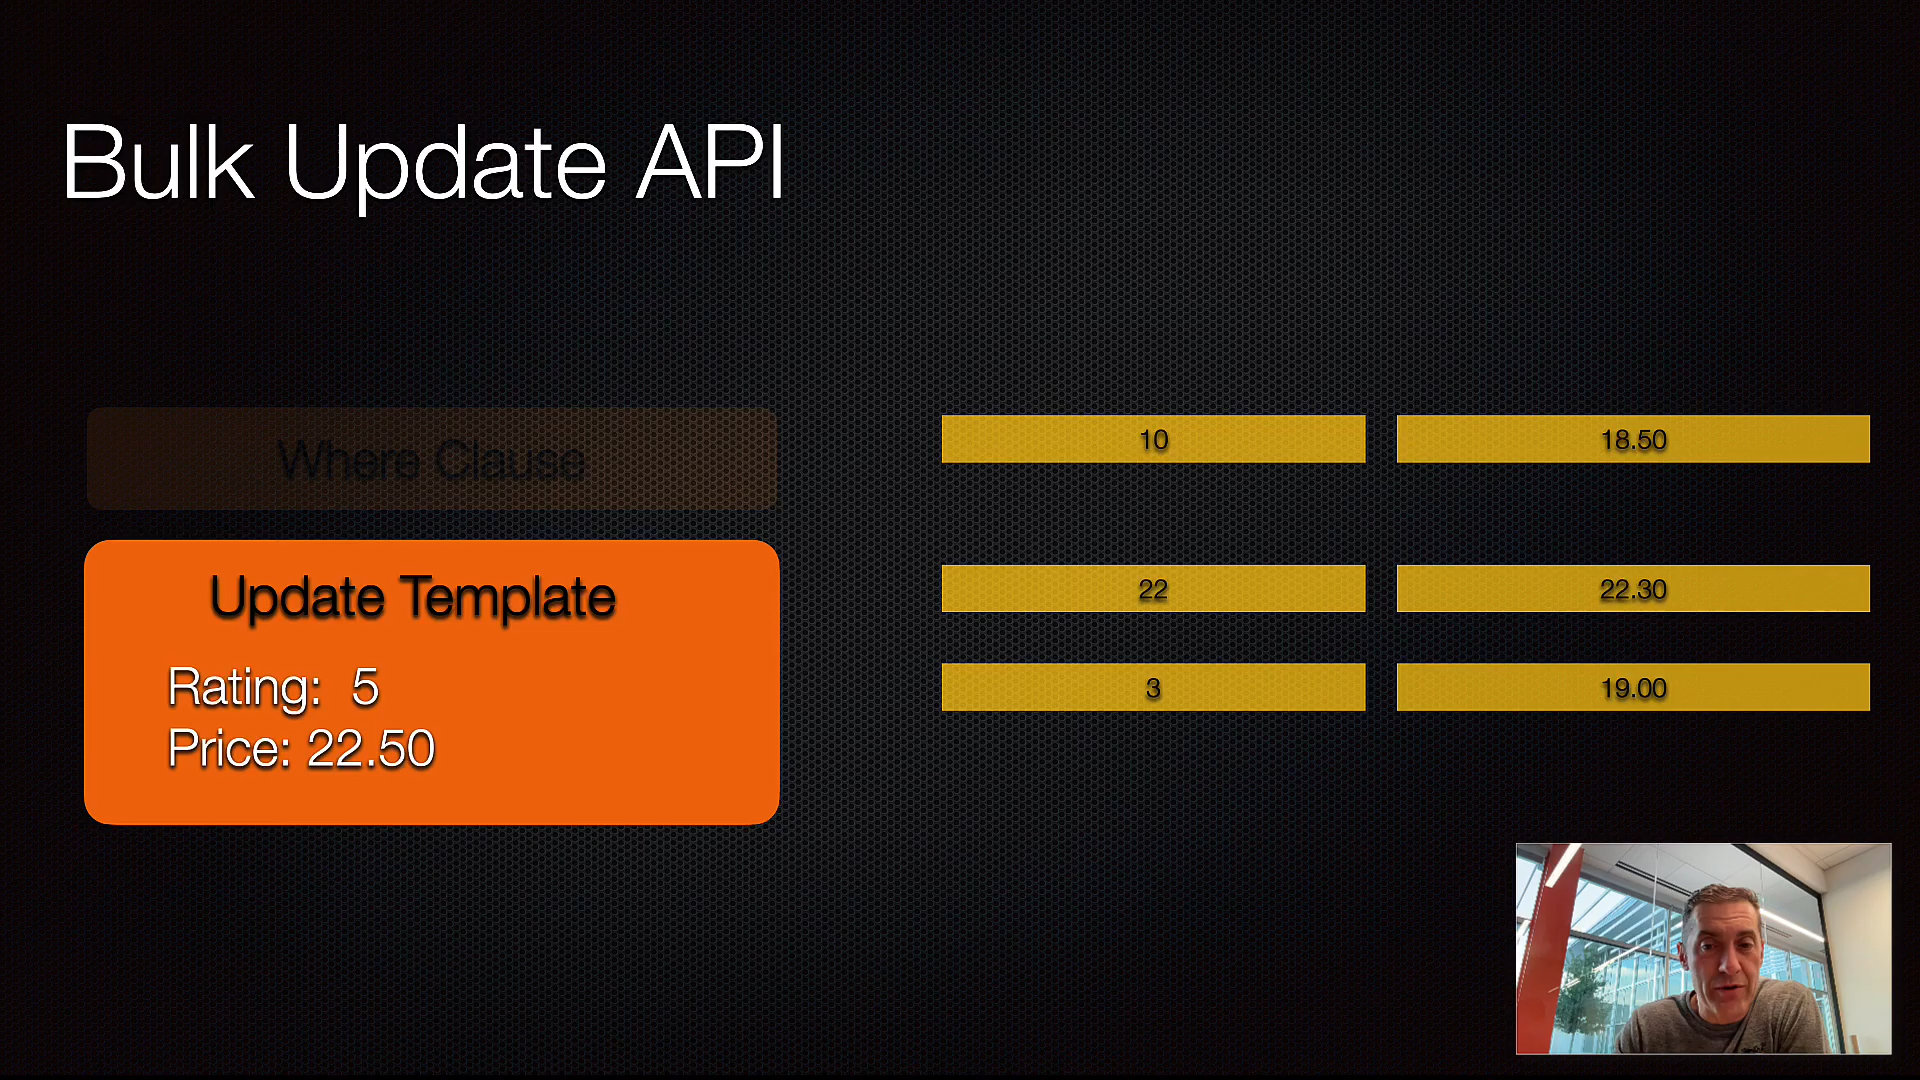 Bulk Update API
Where Clause
Update Template
Rating: 5
Price: 22.50
10 18.50
22 22.30
3 19.00